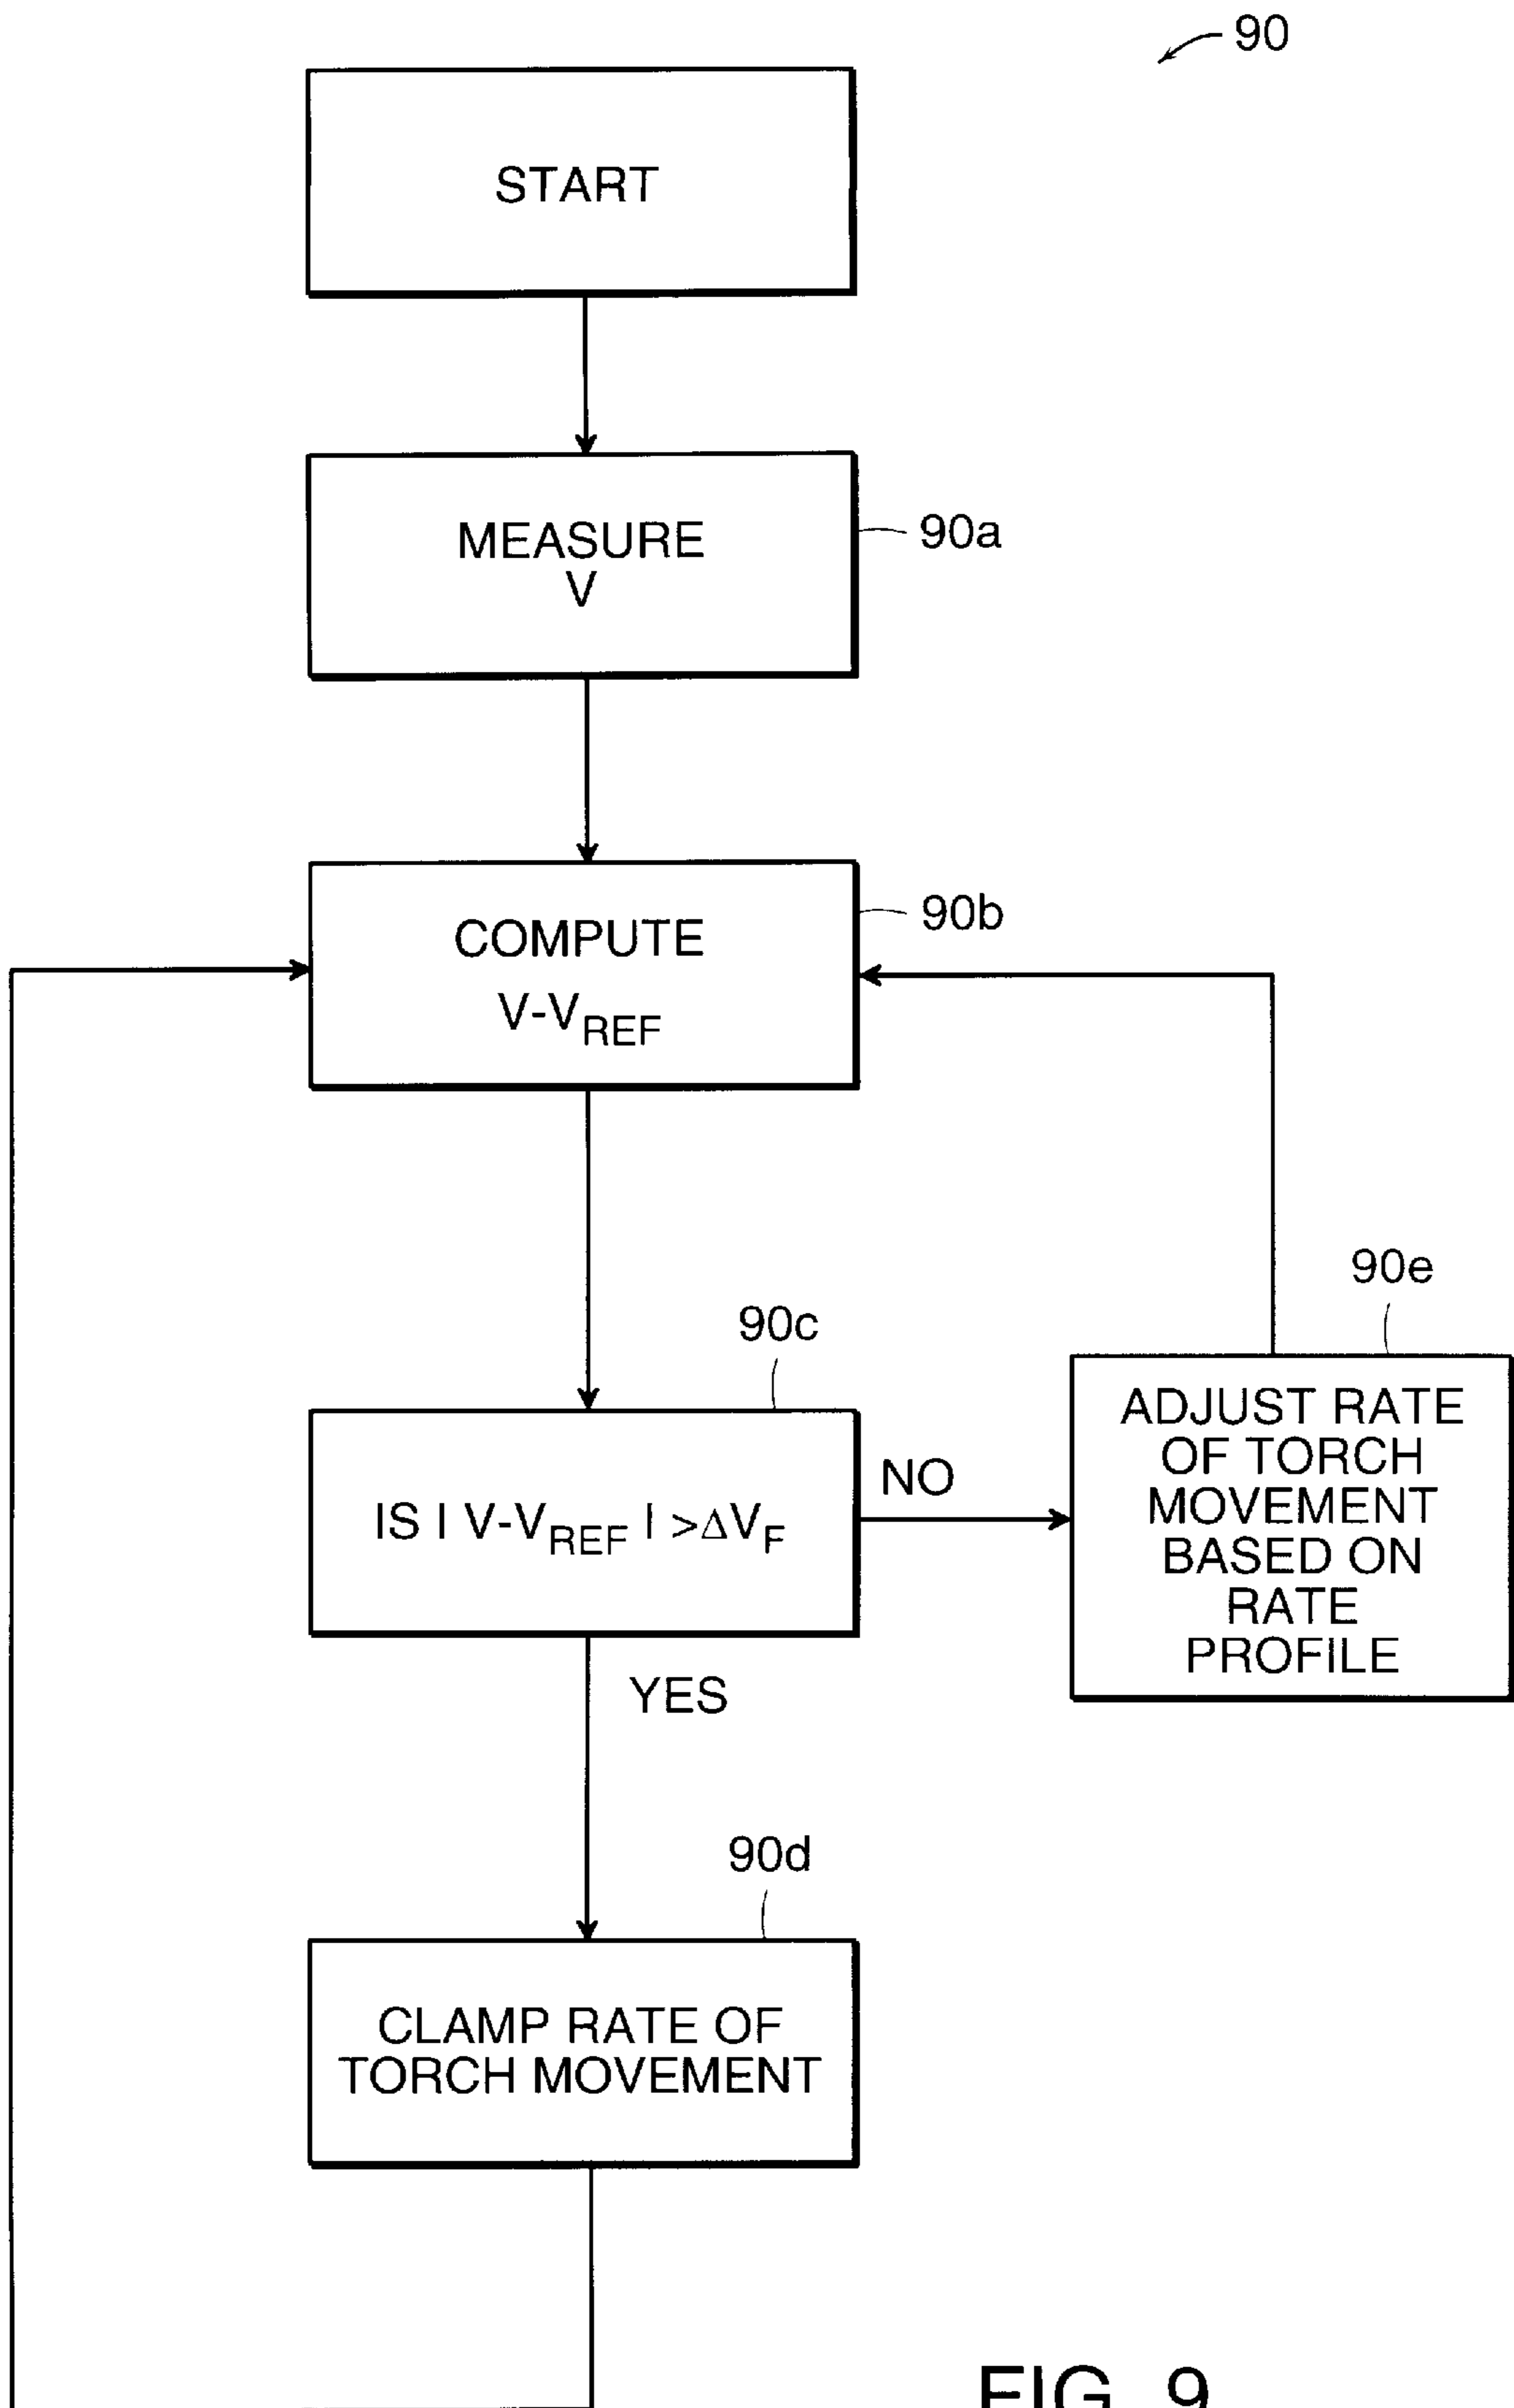 90
START
MEASURE
V
90a
COMPUTE
V-VREF
90b
90c
IS | V-VREF | >ΔVF
NO
YES
90e
ADJUST RATE
OF TORCH
MOVEMENT
BASED ON
RATE
PROFILE
90d
CLAMP RATE OF
TORCH MOVEMENT
FIG. 9